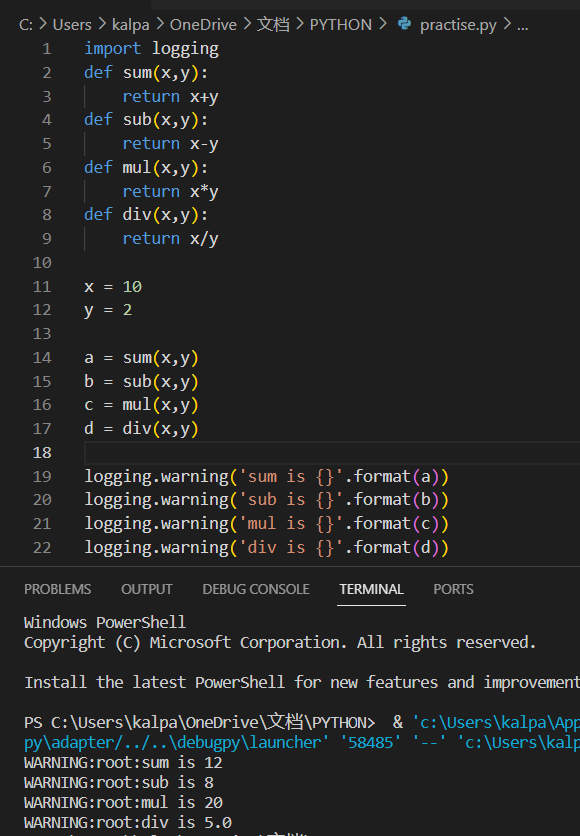 C: > Users > kalpa > OneDrive > 文档 > PYTHON > practise.py > ...
1 import logging
2 def sum(x,y):
3     return x+y
4 def sub(x,y):
5     return x-y
6 def mul(x,y):
7     return x*y
8 def div(x,y):
9     return x/y
10
11 x = 10
12 y = 2
13
14 a = sum(x,y)
15 b = sub(x,y)
16 c = mul(x,y)
17 d = div(x,y)
18
19 logging.warning('sum is {}'.format(a))
20 logging.warning('sub is {}'.format(b))
21 logging.warning('mul is {}'.format(c))
22 logging.warning('div is {}'.format(d))
PROBLEMS OUTPUT DEBUG CONSOLE TERMINAL PORTS
Windows PowerShell
Copyright (C) Microsoft Corporation. All rights reserved.
Install the latest PowerShell for new features and improvement
PS C:\Users\kalpa\OneDrive\文档\PYTHON>  & 'c:\Users\kalpa\App
py\adapter/../..\debugpy\launcher' '58485' '--' 'c:\Users\kalp
WARNING:root:sum is 12
WARNING:root:sub is 8
WARNING:root:mul is 20
WARNING:root:div is 5.0